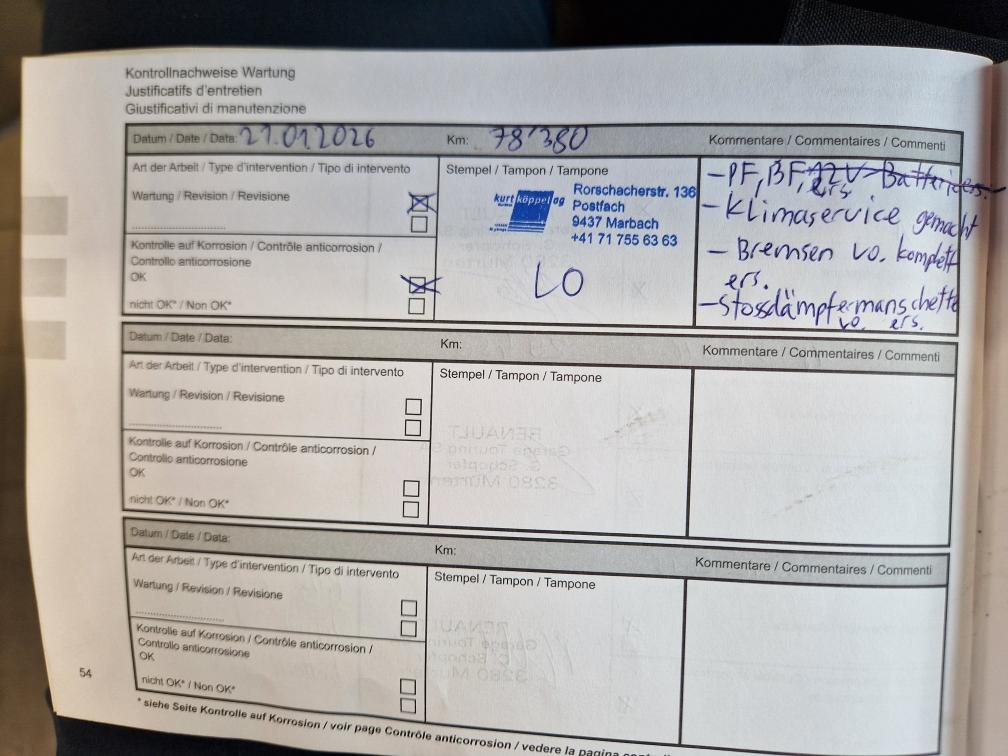 Kontrollnachweise Wartung
Justificatifs d'entretien
Giustificativi di manutenzione
Datum / Date / Data: 21.01.2026 Km: 78'380 Kommentare / Commentaires / Commenti
Art der Arbeit / Type d'intervention / Tipo di intervento
Wartung / Revision / Revisione
Kontrolle auf Korrosion / Contrôle anticorrosion /
Controllo anticorrosione
OK
nicht OK* / Non OK*
Stempel / Tampon / Tampone
kurt köppel ag
Rorschacherstr. 136
Postfach
9437 Marbach
+41 71 755 63 63
LO
- PF, BF, 12V-Batterie ers.
ers
- Klimaservice gemacht
- Bremsen vo. komplett
ers.
- Stossdämpfermanschette
vo. ers.
Datum / Date / Data: Km: Kommentare / Commentaires / Commenti
Art der Arbeit / Type d'intervention / Tipo di intervento
Wartung / Revision / Revisione
Kontrolle auf Korrosion / Contrôle anticorrosion /
Controllo anticorrosione
OK
nicht OK* / Non OK*
Stempel / Tampon / Tampone
Datum / Date / Data: Km: Kommentare / Commentaires / Commenti
Art der Arbeit / Type d'intervention / Tipo di intervento
Wartung / Revision / Revisione
Kontrolle auf Korrosion / Contrôle anticorrosion /
Controllo anticorrosione
OK
nicht OK* / Non OK*
Stempel / Tampon / Tampone
54
* siehe Seite Kontrolle auf Korrosion / voir page Contrôle anticorrosion / vedere la pagina